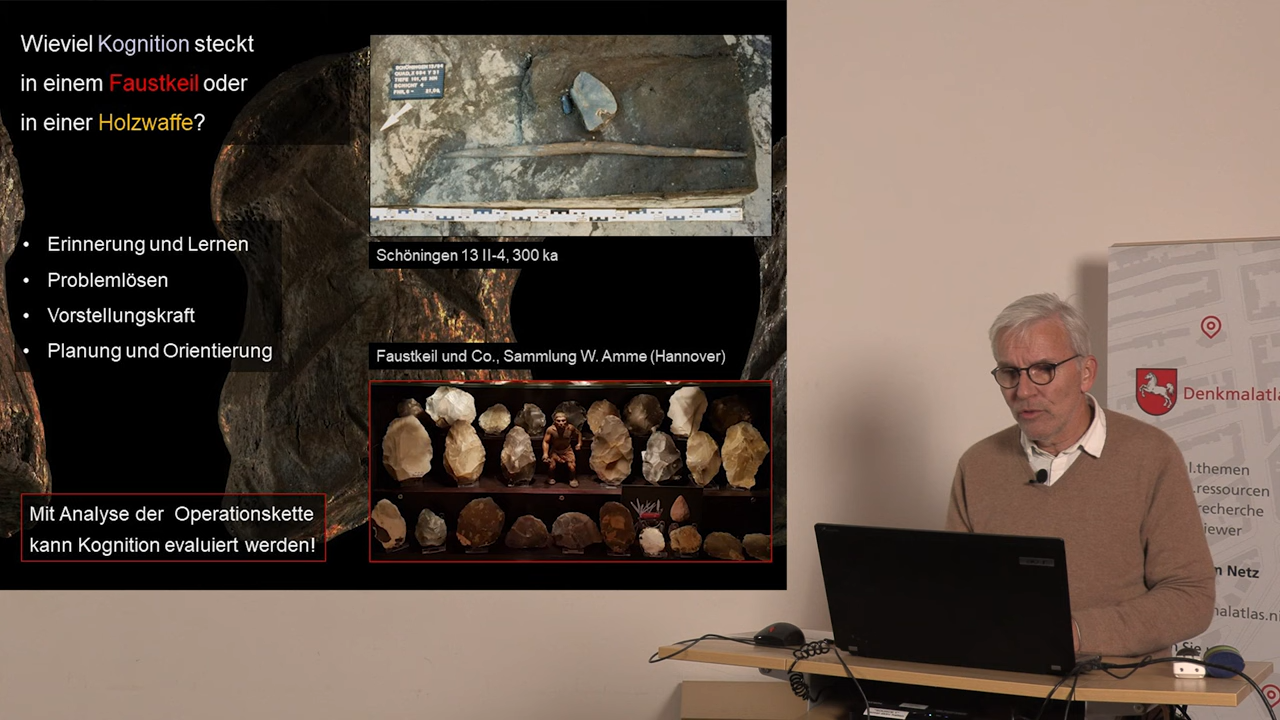 Wieviel Kognition steckt
in einem Faustkeil oder
in einer Holzwaffe?
• Erinnerung und Lernen
• Problemlösen
• Vorstellungskraft
• Planung und Orientierung
Mit Analyse der Operationskette
kann Kognition evaluiert werden!
Schöningen 13 II-4, 300 ka
Faustkeil und Co., Sammlung W. Amme (Hannover)
Denkmalatlas
l.themen
.ressourcen
recherche
iewer
m Netz
malatlas.ni